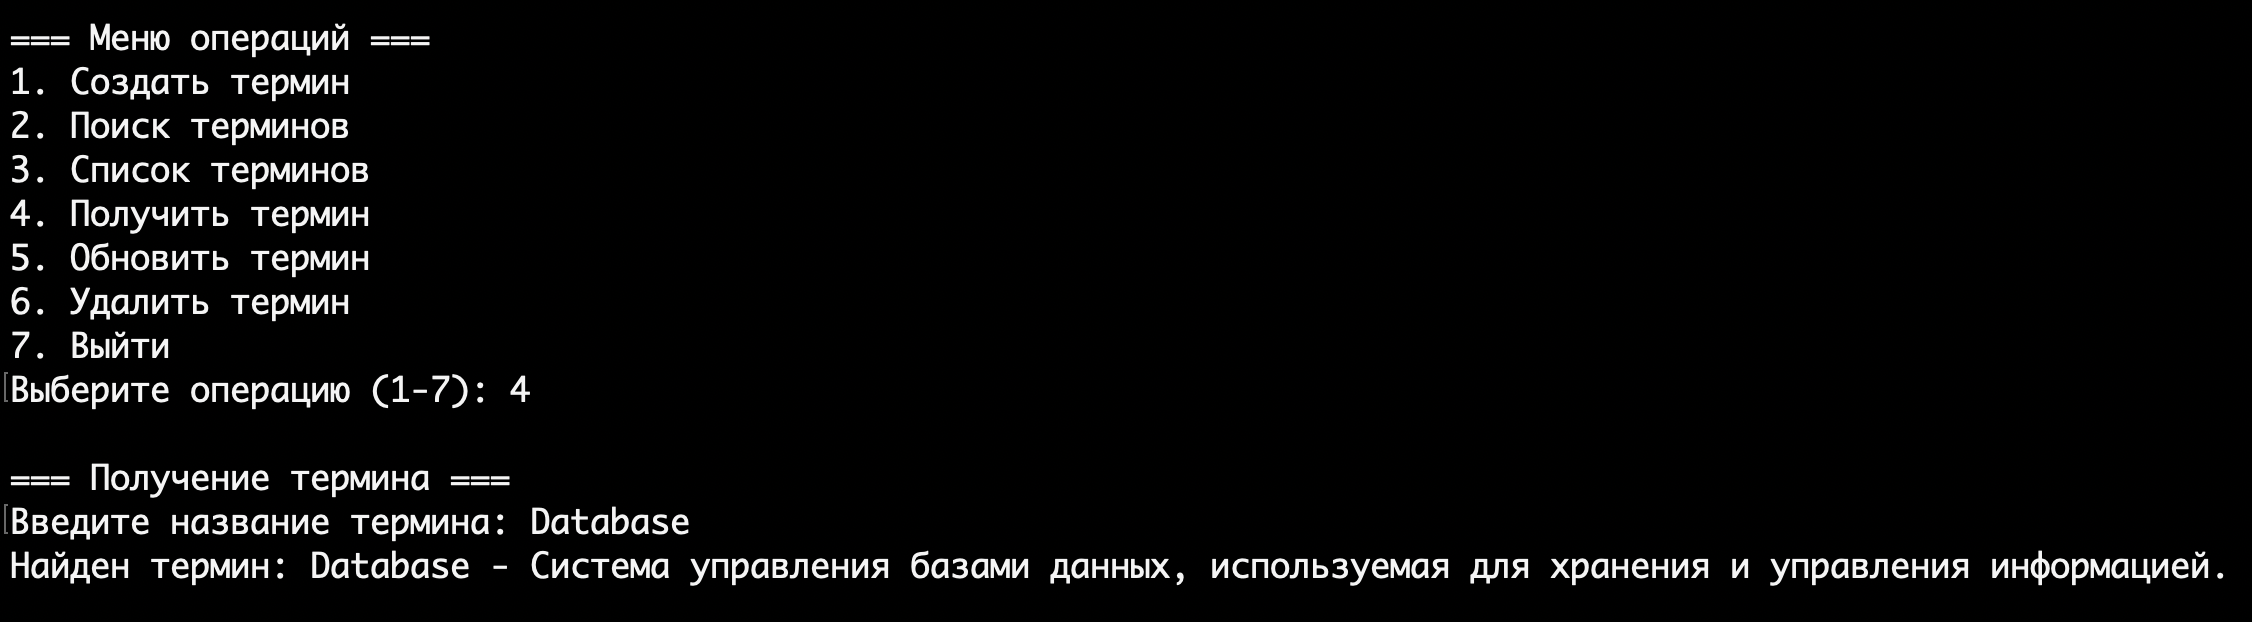 === Меню операций ===
1. Создать термин
2. Поиск терминов
3. Список терминов
4. Получить термин
5. Обновить термин
6. Удалить термин
7. Выйти
Выберите операцию (1-7): 4
=== Получение термина ===
Введите название термина: Database
Найден термин: Database - Система управления базами данных, используемая для хранения и управления информацией.